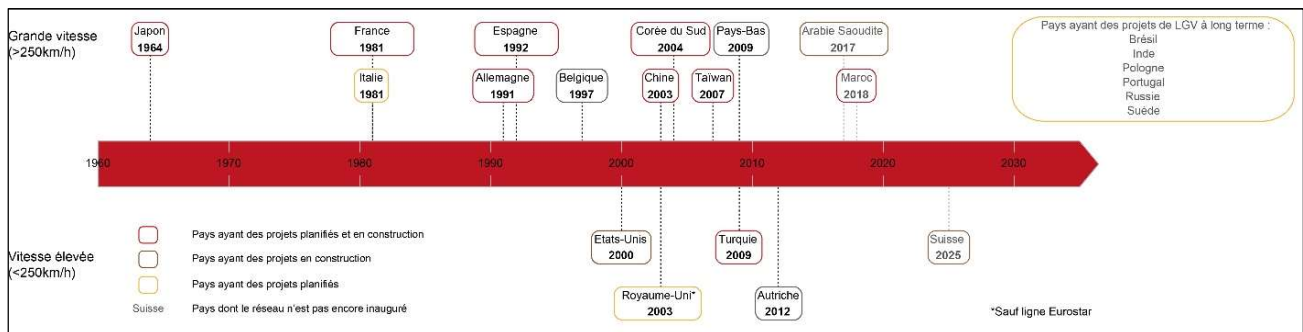 Grande vitesse
(>250km/h)
Japon
1964
France
1981
Italie
1981
Espagne
1992
Allemagne
1991
Belgique
1997
Corée du Sud
2004
Chine
2003
Pays-Bas
2009
Taïwan
2007
Arabie Saoudite
2017
Maroc
2018
Pays ayant des projets de LGV à long terme :
Brésil
Inde
Pologne
Portugal
Russie
Suède
1960
1970
1980
1990
2000
2010
2020
2030
Vitesse élevée
(<250km/h)
Pays ayant des projets planifiés et en construction
Pays ayant des projets en construction
Pays ayant des projets planifiés
Suisse Pays dont le réseau n'est pas encore inauguré
Etats-Unis
2000
Royaume-Uni*
2003
Turquie
2009
Autriche
2012
Suisse
2025
*Sauf ligne Eurostar